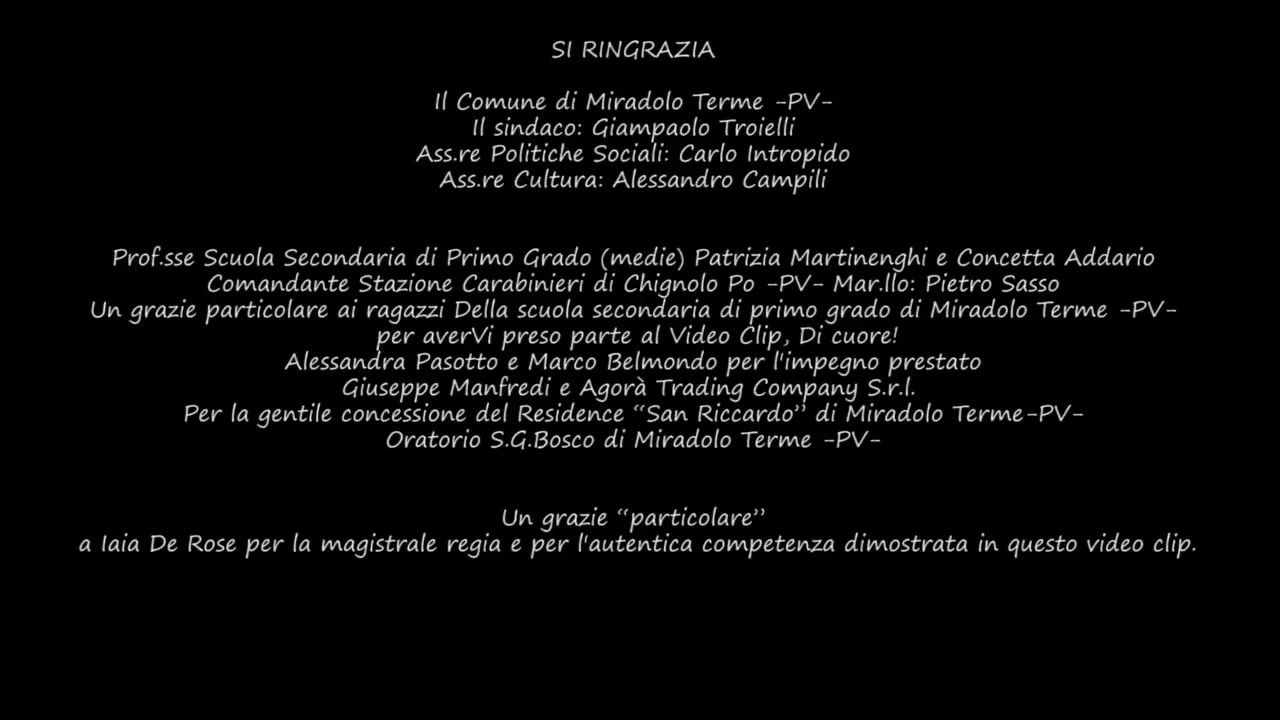 SI RINGRAZIA
Il Comune di Miradolo Terme -PV-
Il sindaco: Giampaolo Troielli
Ass.re Politiche Sociali: Carlo Intropido
Ass.re Cultura: Alessandro Campili
Prof.sse Scuola Secondaria di Primo Grado (medie) Patrizia Martinenghi e Concetta Addario
Comandante Stazione Carabinieri di Chignolo Po -PV- Mar.llo: Pietro Sasso
Un grazie particolare ai ragazzi Della scuola secondaria di primo grado di Miradolo Terme -PV-
per averVi preso parte al Video Clip, Di cuore!
Alessandra Pasotto e Marco Belmondo per l'impegno prestato
Giuseppe Manfredi e Agorà Trading Company S.r.l.
Per la gentile concessione del Residence “San Riccardo” di Miradolo Terme-PV-
Oratorio S.G.Bosco di Miradolo Terme -PV-
Un grazie “particolare”
a Iaia De Rose per la magistrale regia e per l'autentica competenza dimostrata in questo video clip.